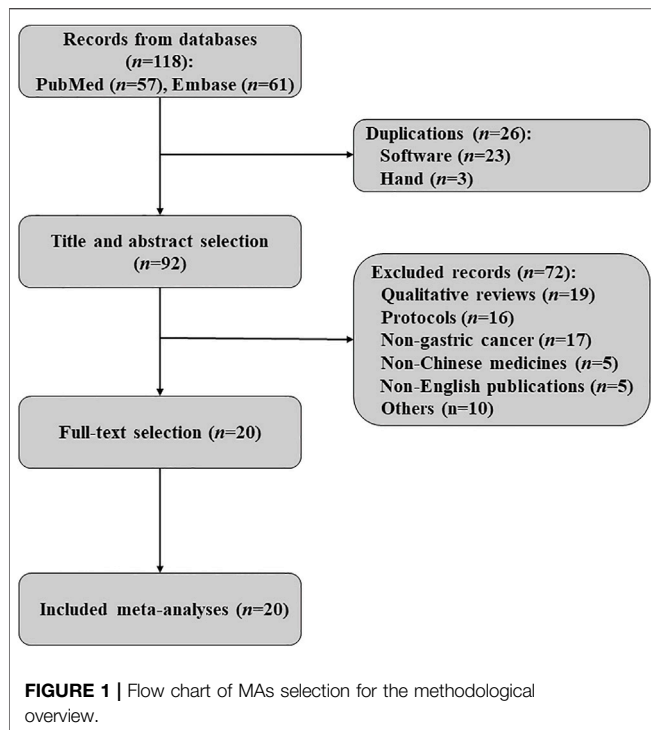 Records from databases
(n=118):
PubMed (n=57), Embase (n=61)
Duplications (n=26):
Software (n=23)
Hand (n=3)
Title and abstract selection
(n=92)
Excluded records (n=72):
Qualitative reviews (n=19)
Protocols (n=16)
Non-gastric cancer (n=17)
Non-Chinese medicines (n=5)
Non-English publications (n=5)
Others (n=10)
Full-text selection (n=20)
Included meta-analyses (n=20)
FIGURE 1 | Flow chart of MAs selection for the methodological
overview.